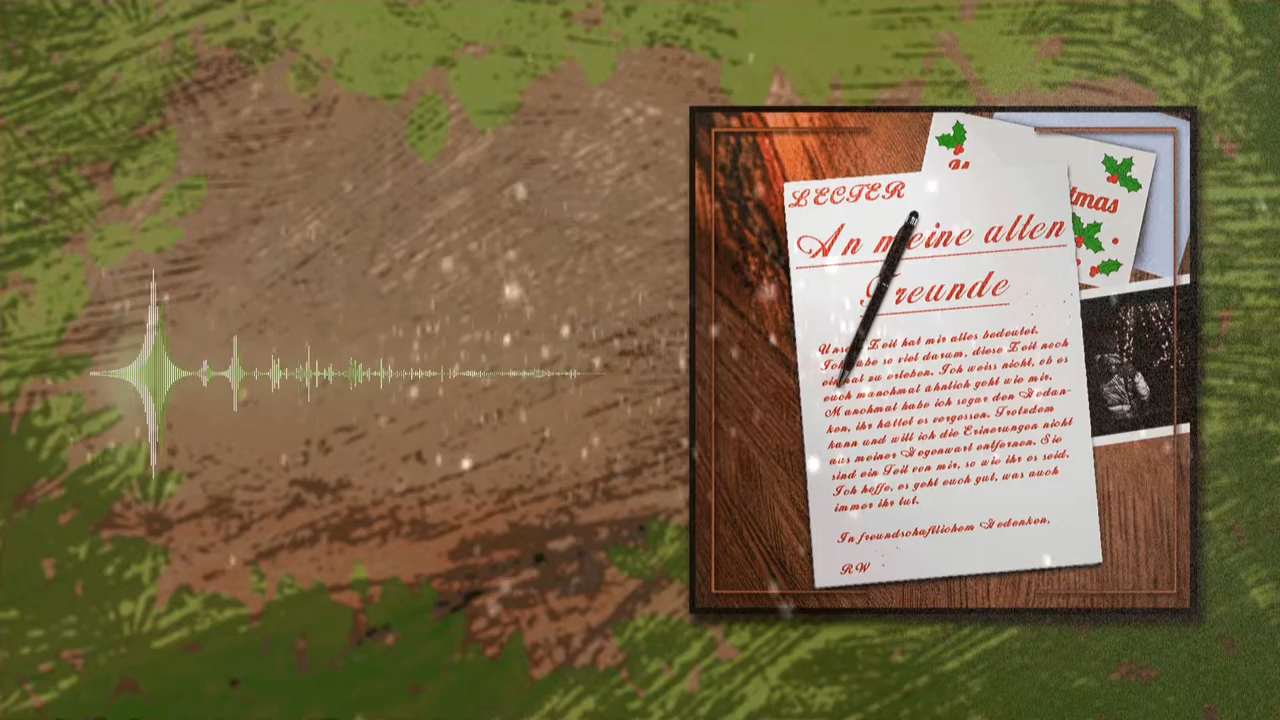 LECTER
An meine alten
Freunde
tmas
Unsere Zeit hat mir alles bedeutet.
Ich gäbe so viel darum, diese Zeit noch
einmal zu erleben. Ich weiss nicht, ob es
euch manchmal ähnlich geht wie mir.
Manchmal habe ich sogar den Gedan-
ken, ihr hättet es vergessen. Trotzdem
kann und will ich die Erinerungen nicht
aus meiner Gegenwart entfernen. Sie
sind ein Teil von mir, so wie ihr es seid.
Ich hoffe, es geht euch gut, was auch
immer ihr tut.
In freundschaftlichem Gedenken,
RW